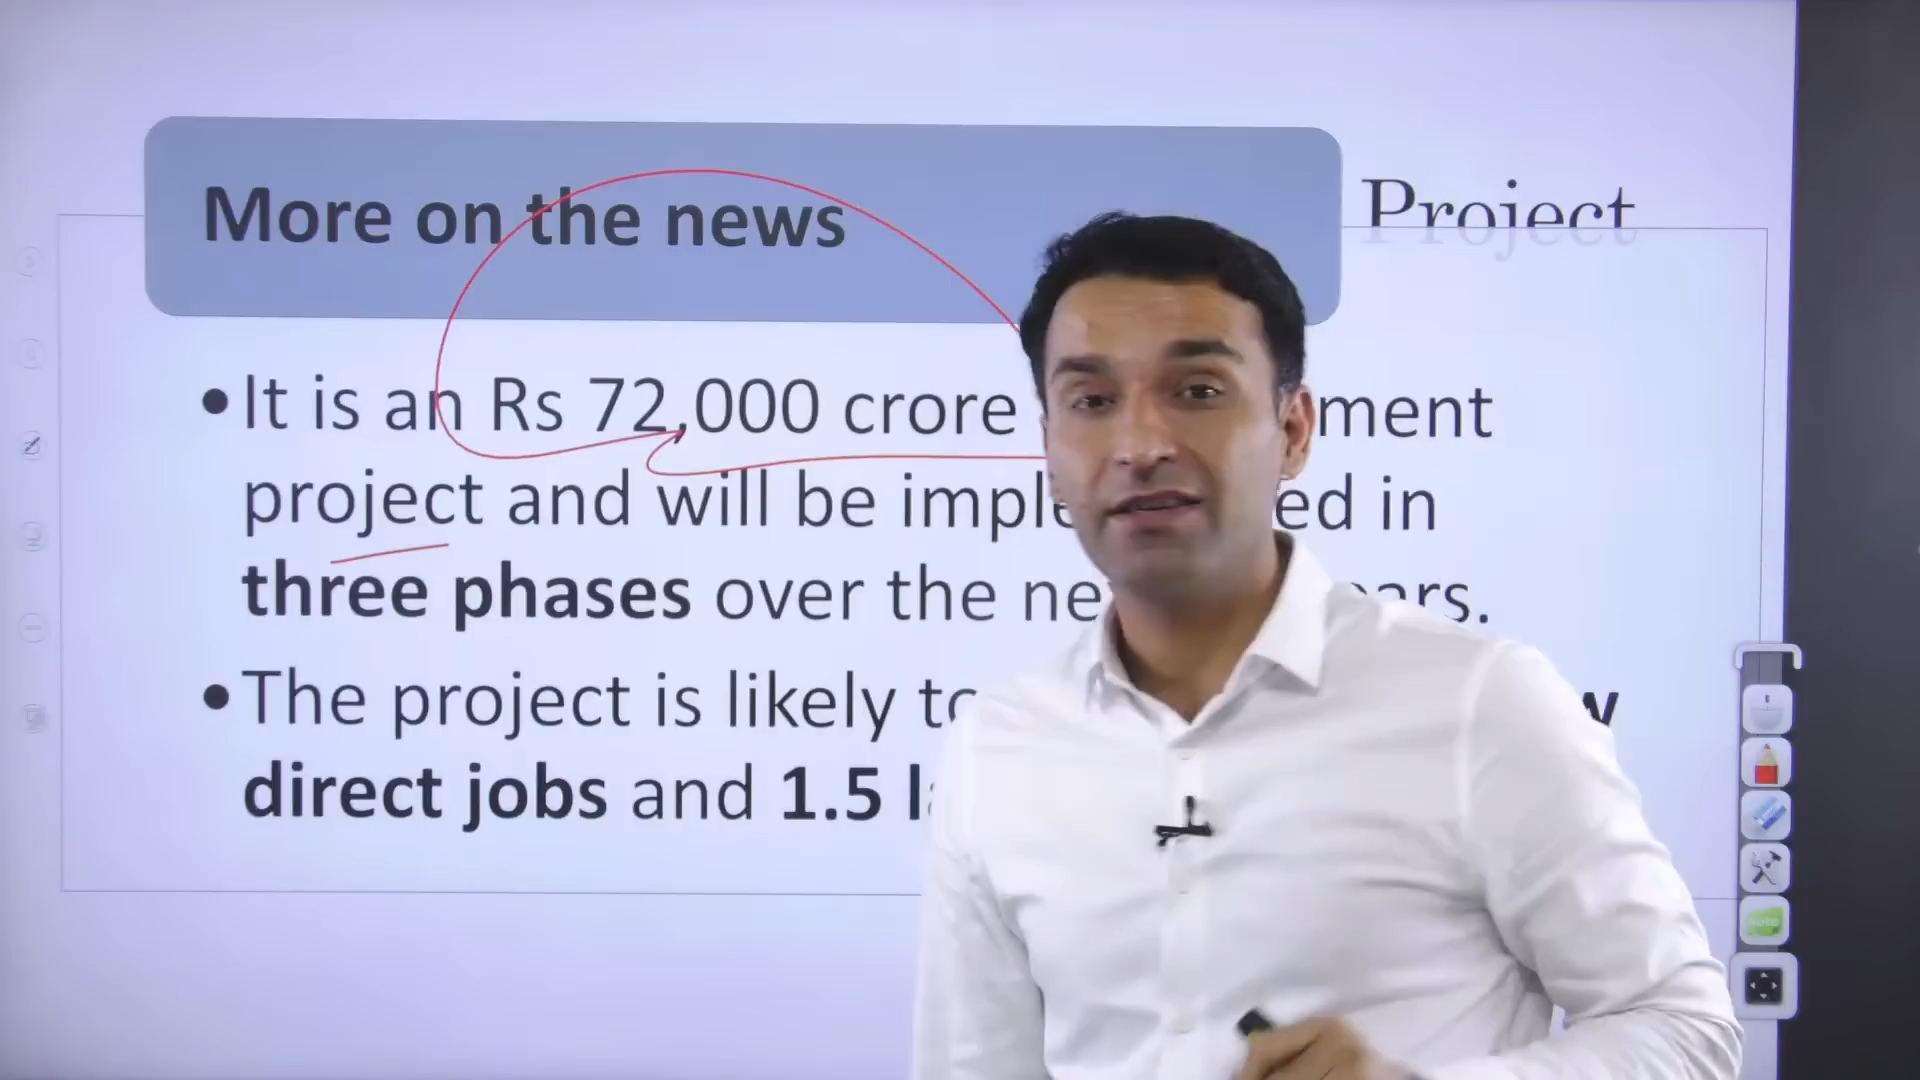 More on the news
Project
•It is an Rs 72,000 crore ment
project and will be imple ed in
three phases over the ne ars.
•The project is likely to w
direct jobs and 1.5 l